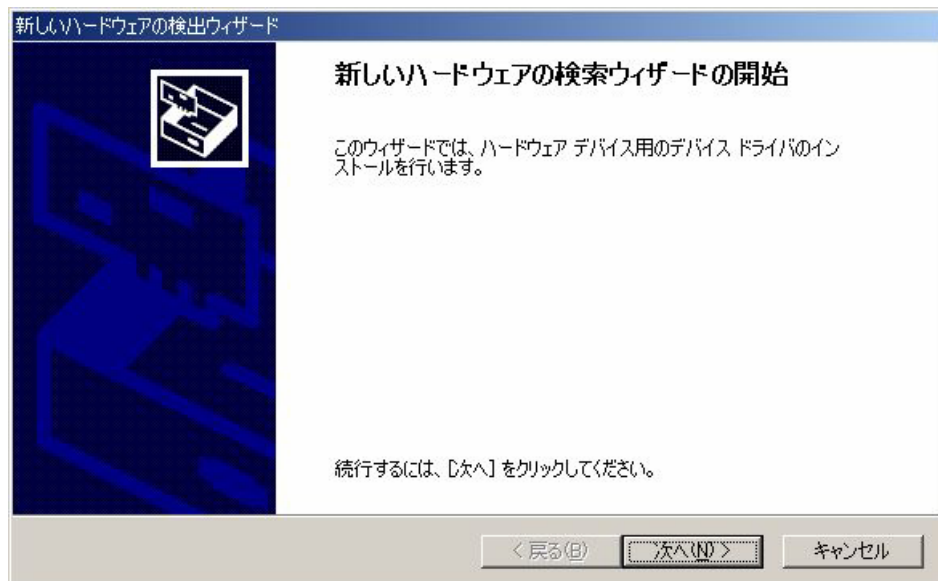 新しいハードウェアの検出ウィザード
新しいハードウェアの検索ウィザードの開始
このウィザードでは、ハードウェア デバイス用のデバイス ドライバのイン
ストールを行います。
続行するには、[次へ] をクリックしてください。
< 戻る(B)
次へ(N) >
キャンセル